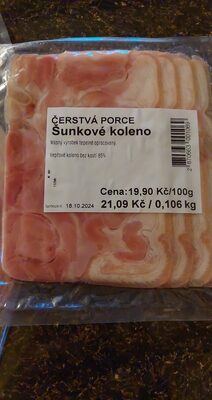 ČERSTVÁ PORCE
Šunkové koleno
Masný výrobek tepelně opracovaný
Vepřové koleno bez kosti 85%
Cena:19,90 Kč/100g
21,09 Kč / 0,106 kg
18.10.2024